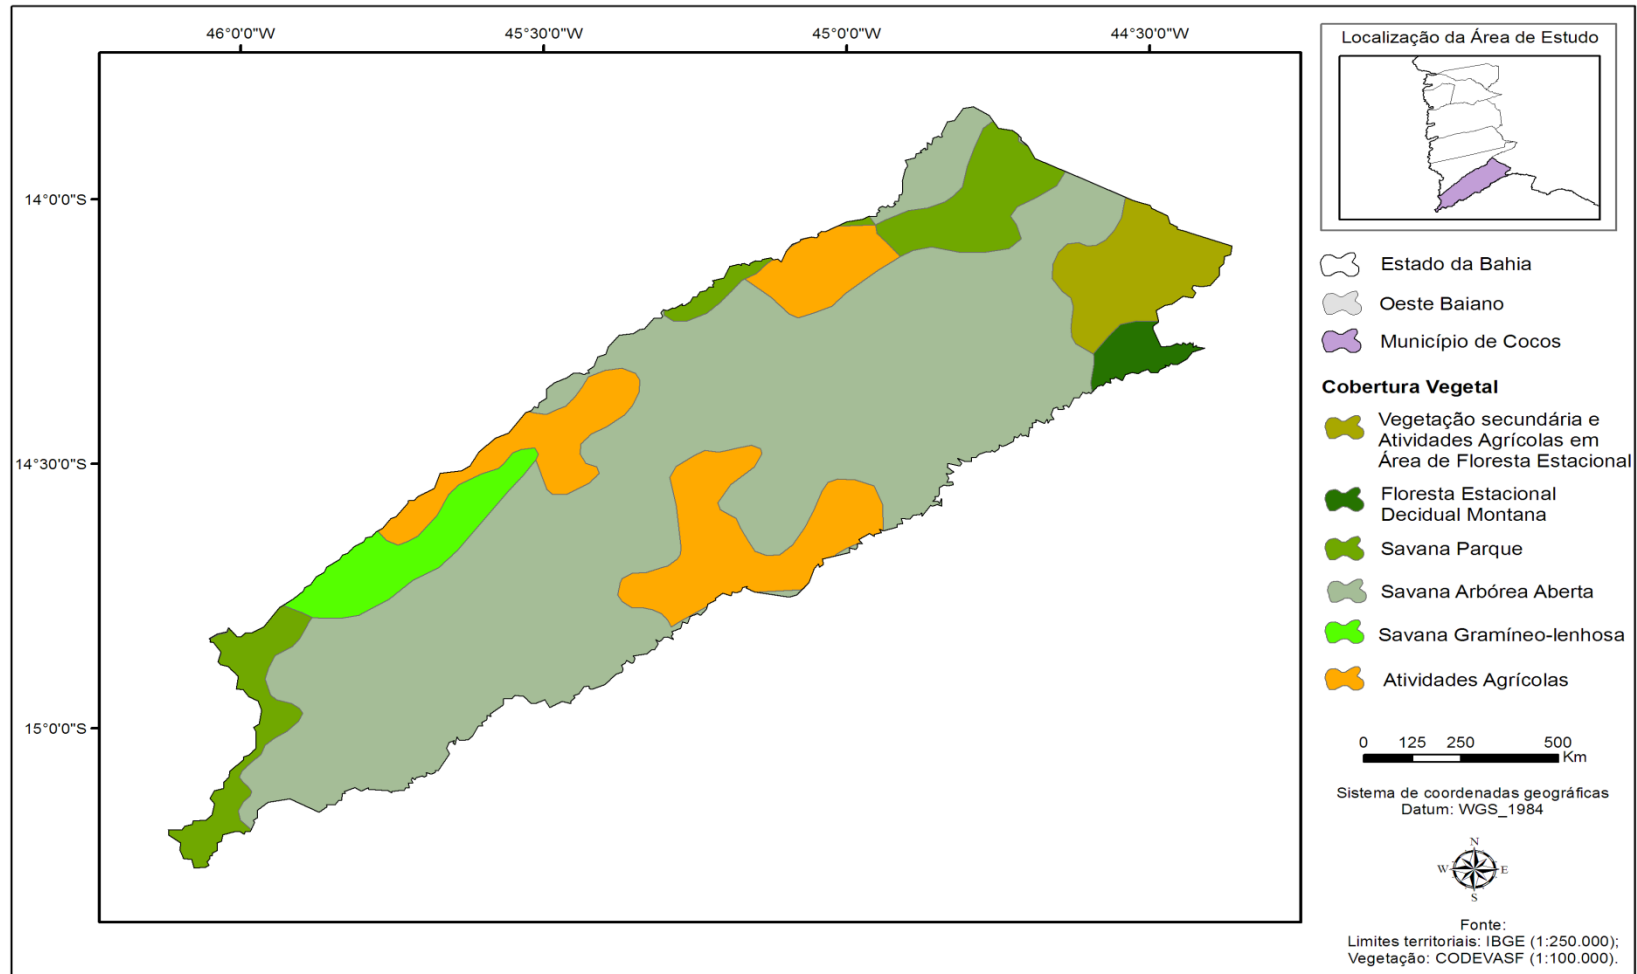 46°0'0"W
45°30'0"W
45°0'0"W
44°30'0"W
14°0'0"S
14°30'0"S
15°0'0"S
Localização da Área de Estudo
Estado da Bahia
Oeste Baiano
Município de Cocos
Cobertura Vegetal
Vegetação secundária e
Atividades Agrícolas em
Área de Floresta Estacional
Floresta Estacional
Decidual Montana
Savana Parque
Savana Arbórea Aberta
Savana Gramíneo-lenhosa
Atividades Agrícolas
0 125 250 500
Km
Sistema de coordenadas geográficas
Datum: WGS_1984
N
W E
S
Fonte:
Limites territoriais: IBGE (1:250.000);
Vegetação: CODEVASF (1:100.000).